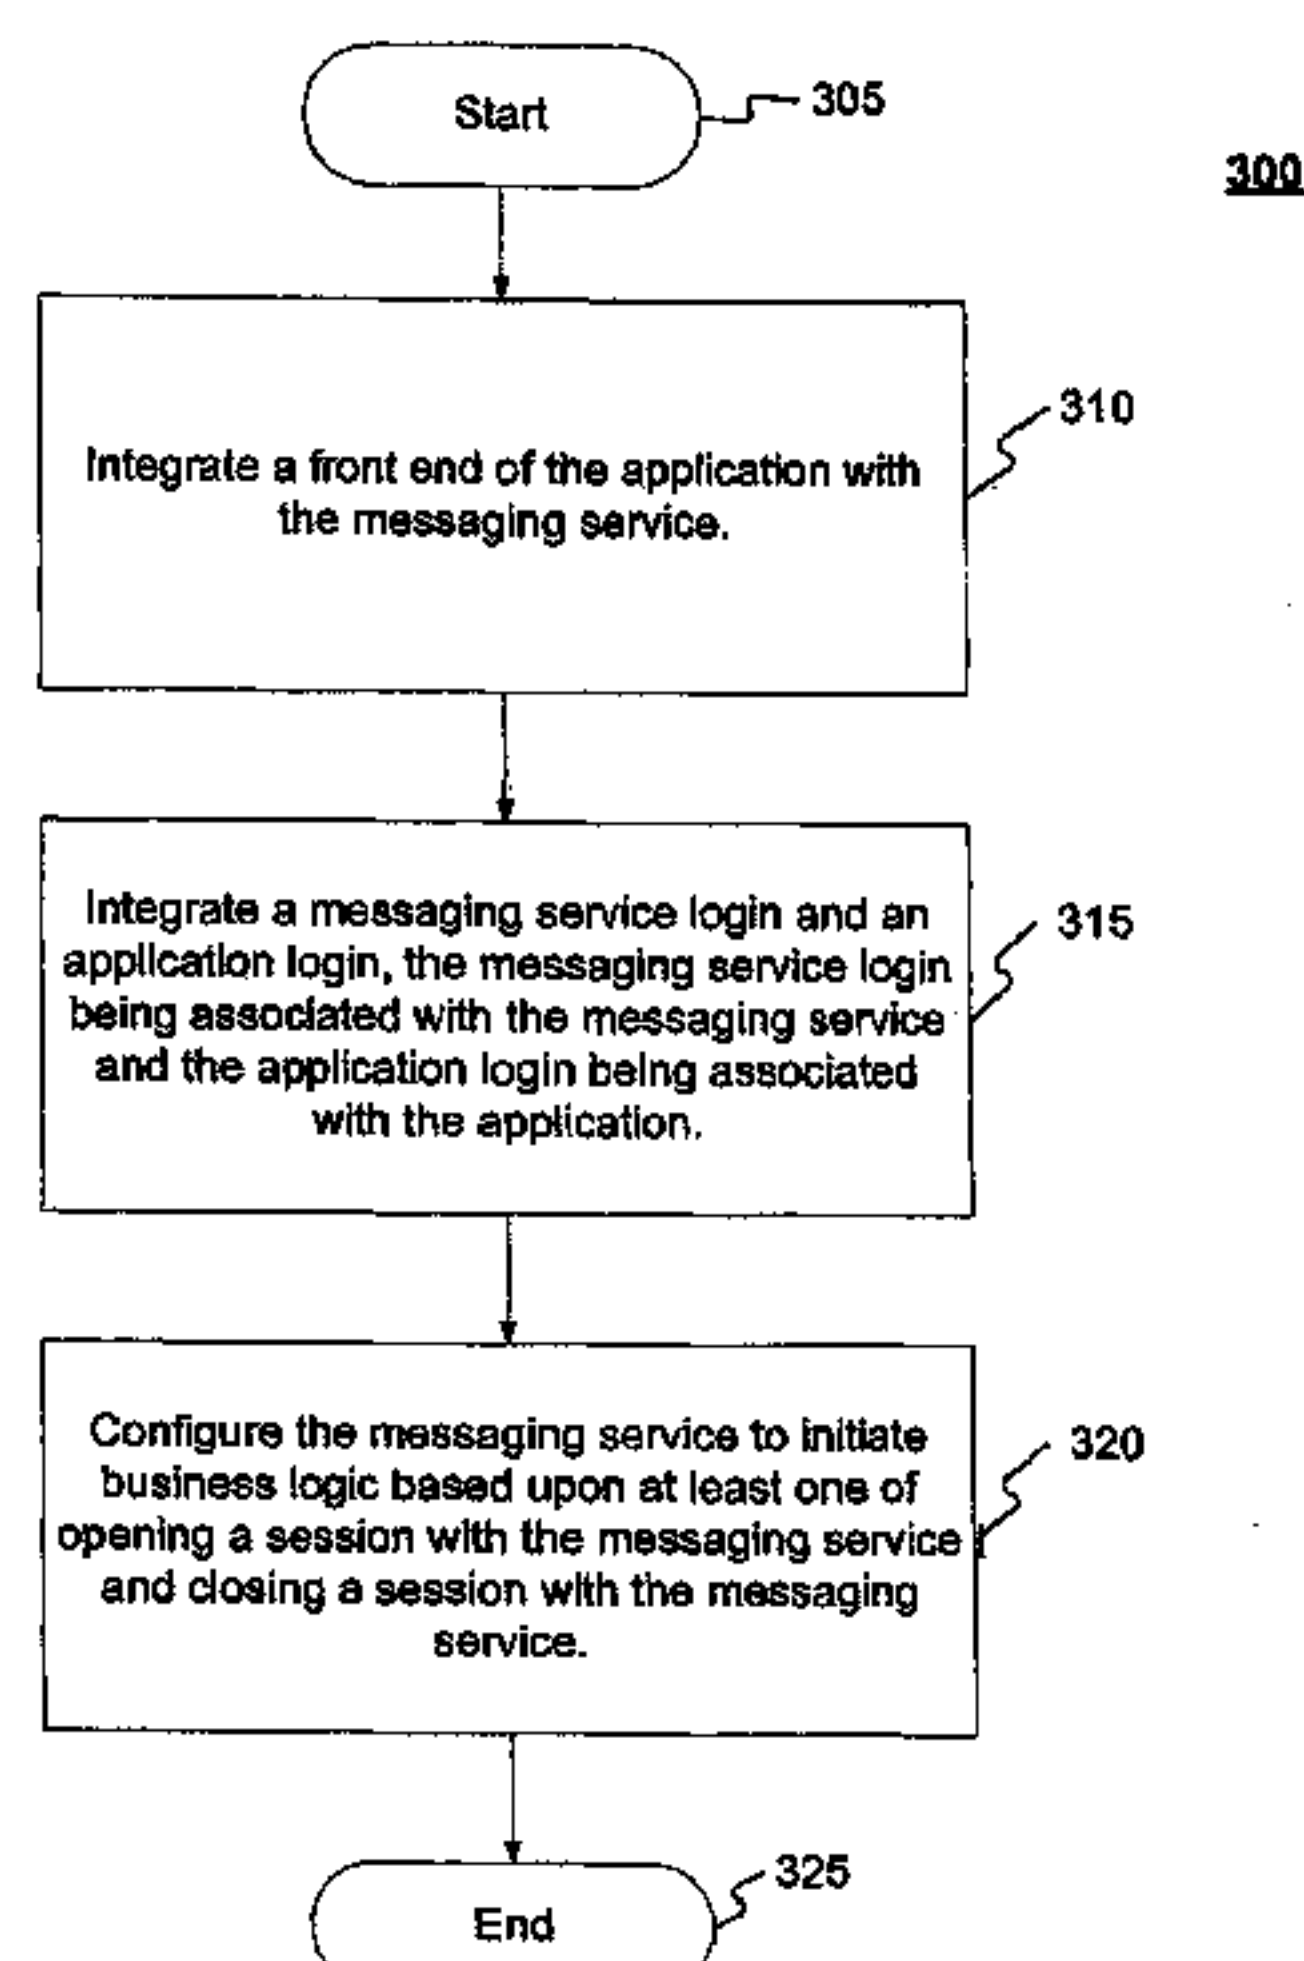 Start
305
300
Integrate a front end of the application with
the messaging service.
310
Integrate a messaging service login and an
application login, the messaging service login
being associated with the messaging service
and the application login being associated
with the application.
315
Configure the messaging service to initiate
business logic based upon at least one of
opening a session with the messaging service
and closing a session with the messaging
service.
320
End
325